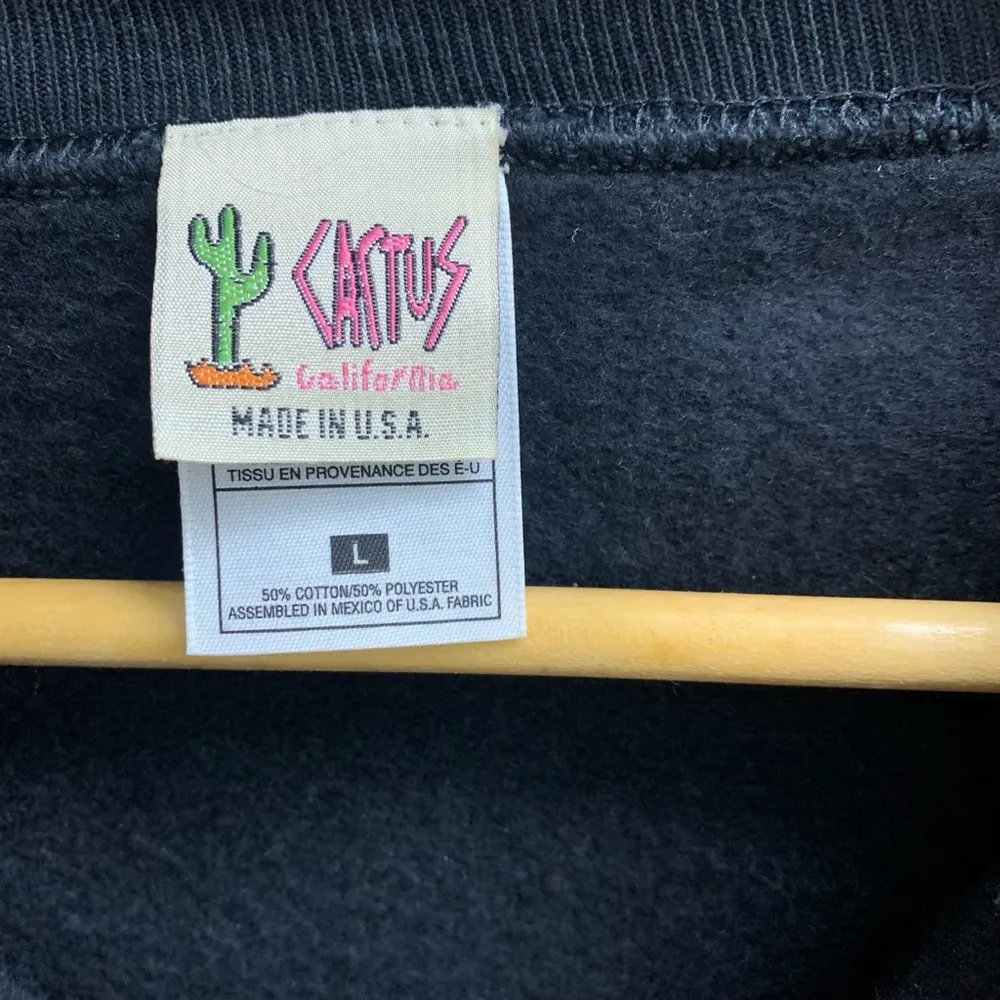 CACTUS
California
MADE IN U.S.A.
TISSU EN PROVENANCE DES É-U
L
50% COTTON/50% POLYESTER
ASSEMBLED IN MEXICO OF U.S.A. FABRIC